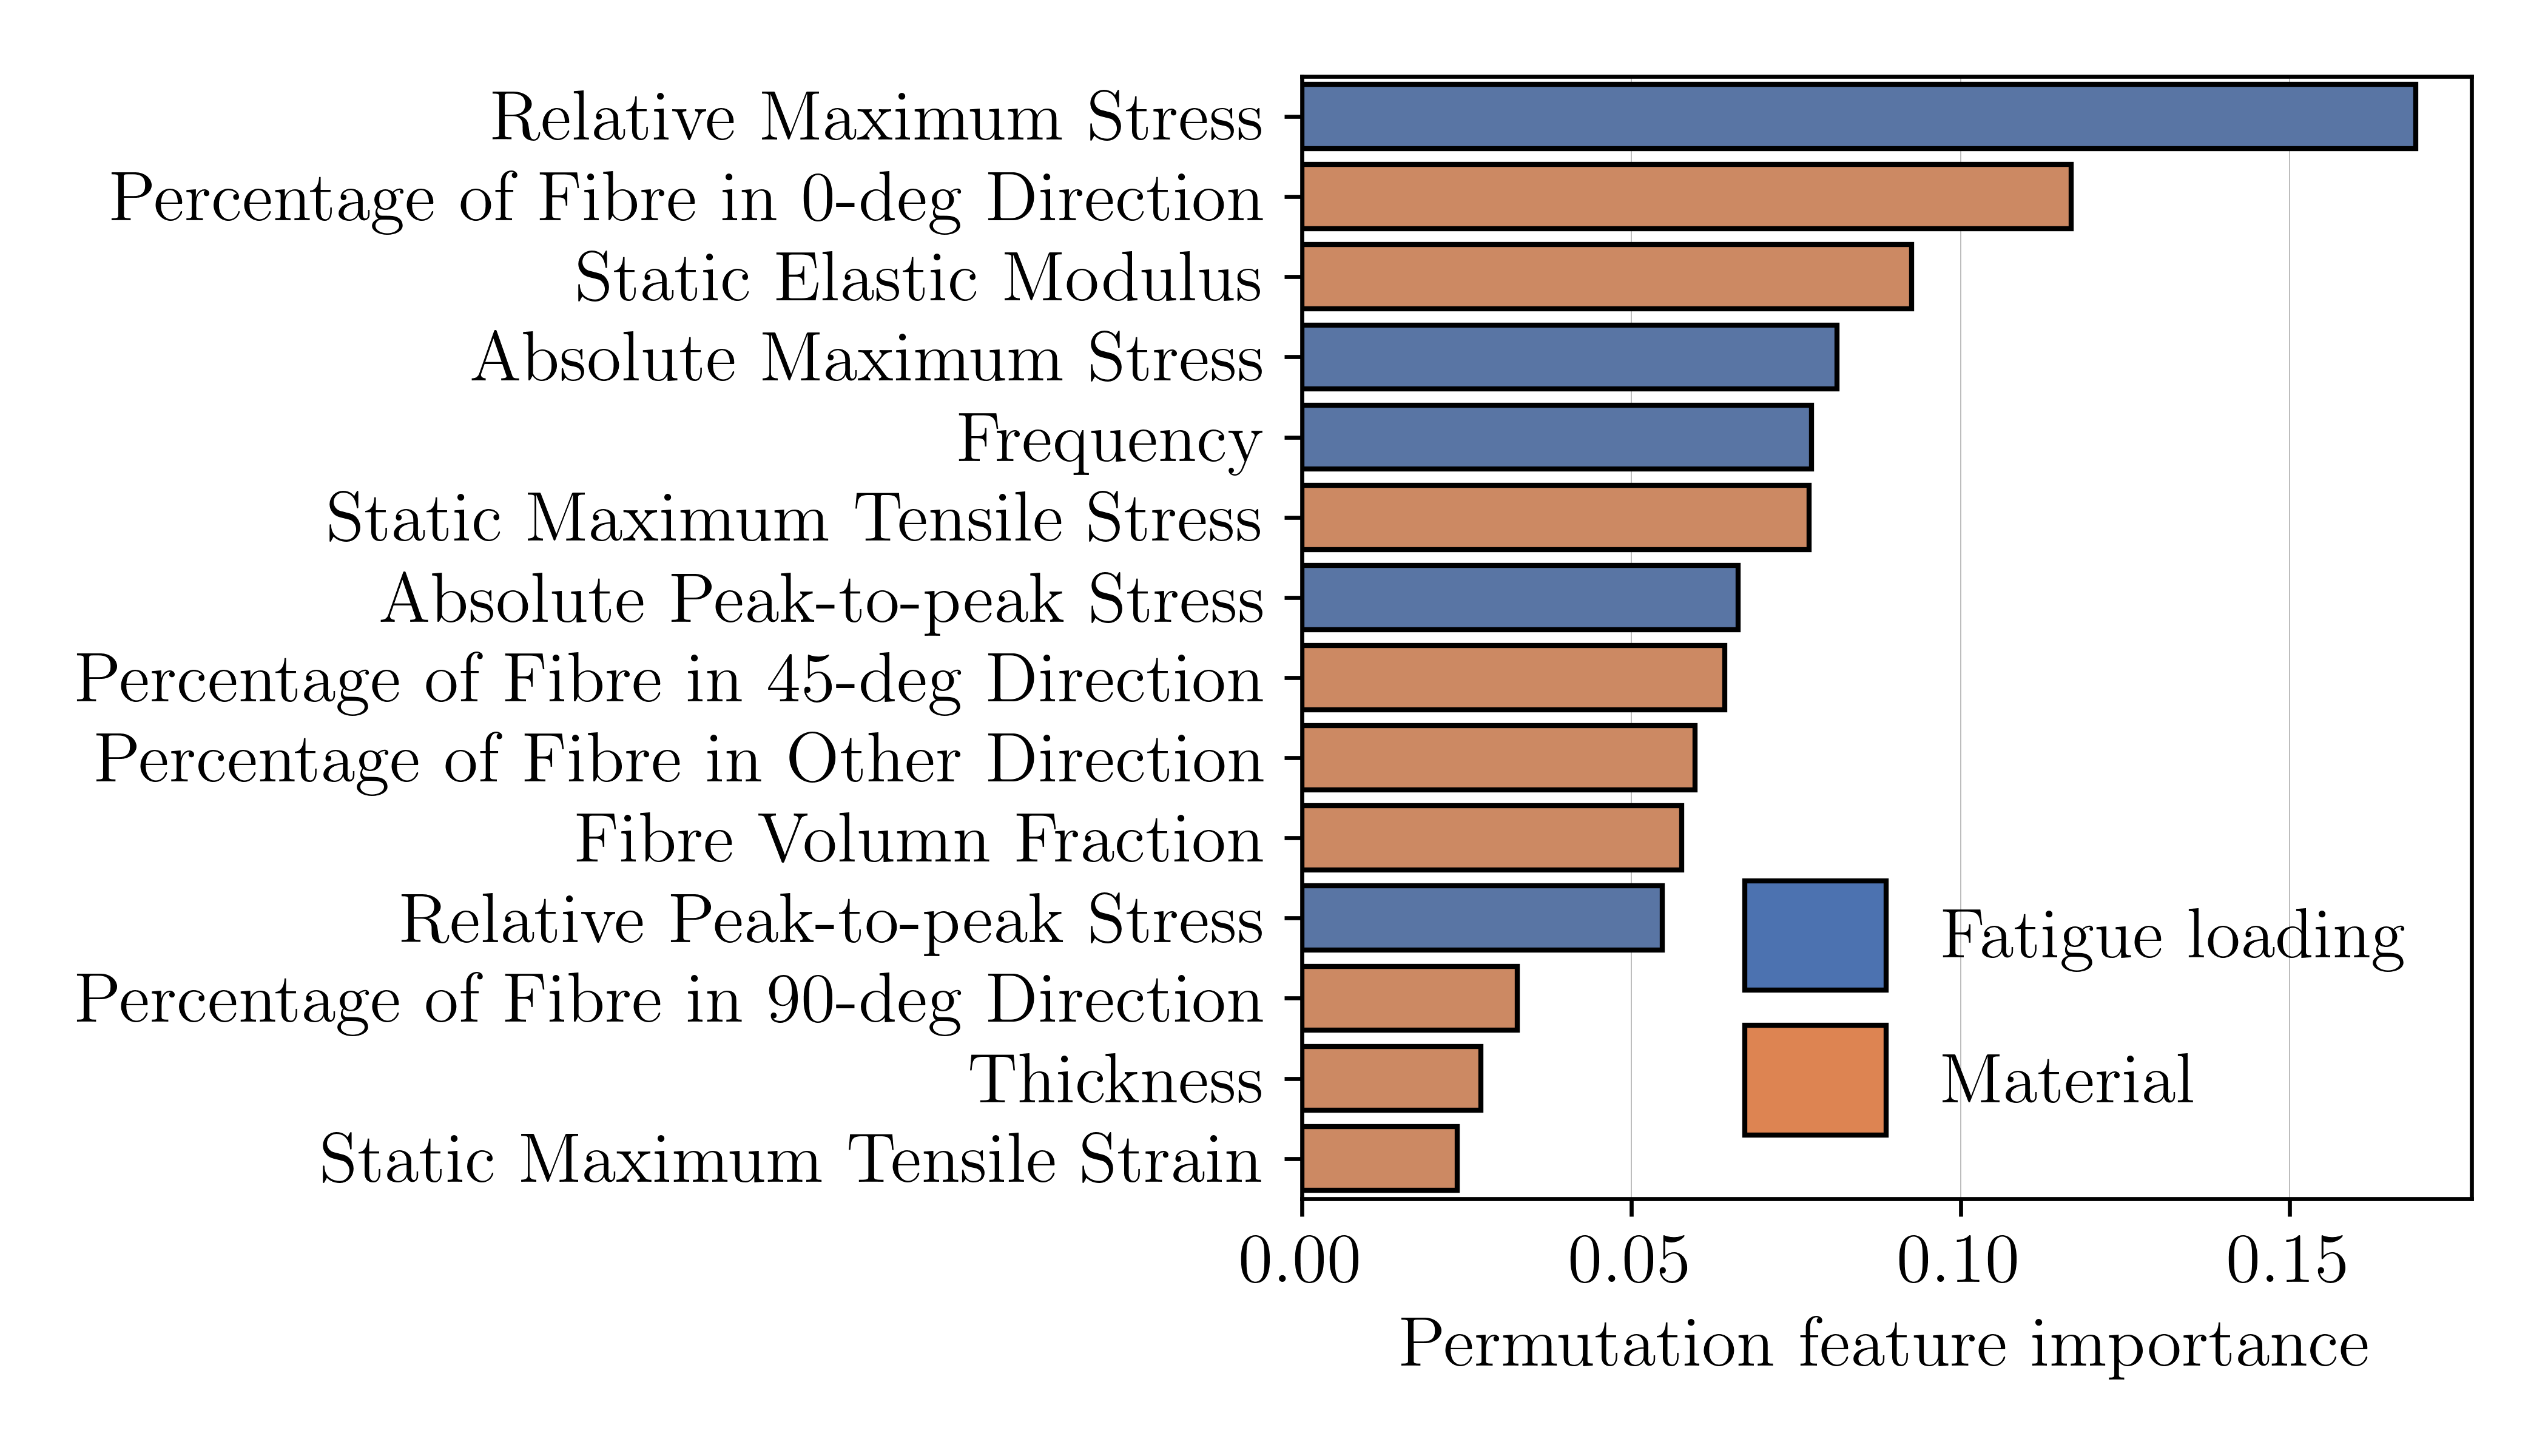 Relative Maximum Stress
Percentage of Fibre in 0-deg Direction
Static Elastic Modulus
Absolute Maximum Stress
Frequency
Static Maximum Tensile Stress
Absolute Peak-to-peak Stress
Percentage of Fibre in 45-deg Direction
Percentage of Fibre in Other Direction
Fibre Volumn Fraction
Relative Peak-to-peak Stress
Percentage of Fibre in 90-deg Direction
Thickness
Static Maximum Tensile Strain
Fatigue loading
Material
0.00 0.05 0.10 0.15
Permutation feature importance